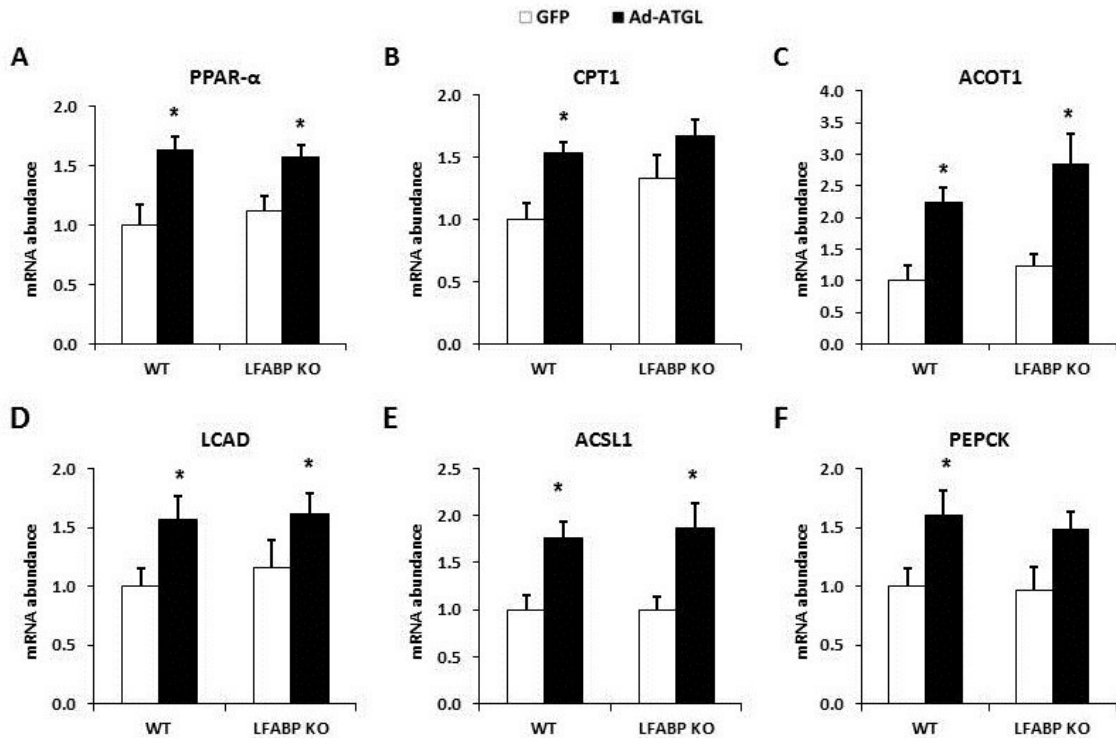 GFP Ad-ATGL
A
PPAR-α
mRNA abundance
2.0
1.5
1.0
0.5
0.0
*
*
WT LFABP KO
B
CPT1
mRNA abundance
2.0
1.5
1.0
0.5
0.0
*
WT LFABP KO
C
ACOT1
mRNA abundance
4.0
3.5
3.0
2.5
2.0
1.5
1.0
0.5
0.0
*
*
WT LFABP KO
D
LCAD
mRNA abundance
2.0
1.5
1.0
0.5
0.0
*
*
WT LFABP KO
E
ACSL1
mRNA abundance
2.5
2.0
1.5
1.0
0.5
0.0
*
*
WT LFABP KO
F
PEPCK
mRNA abundance
2.0
1.5
1.0
0.5
0.0
*
WT LFABP KO